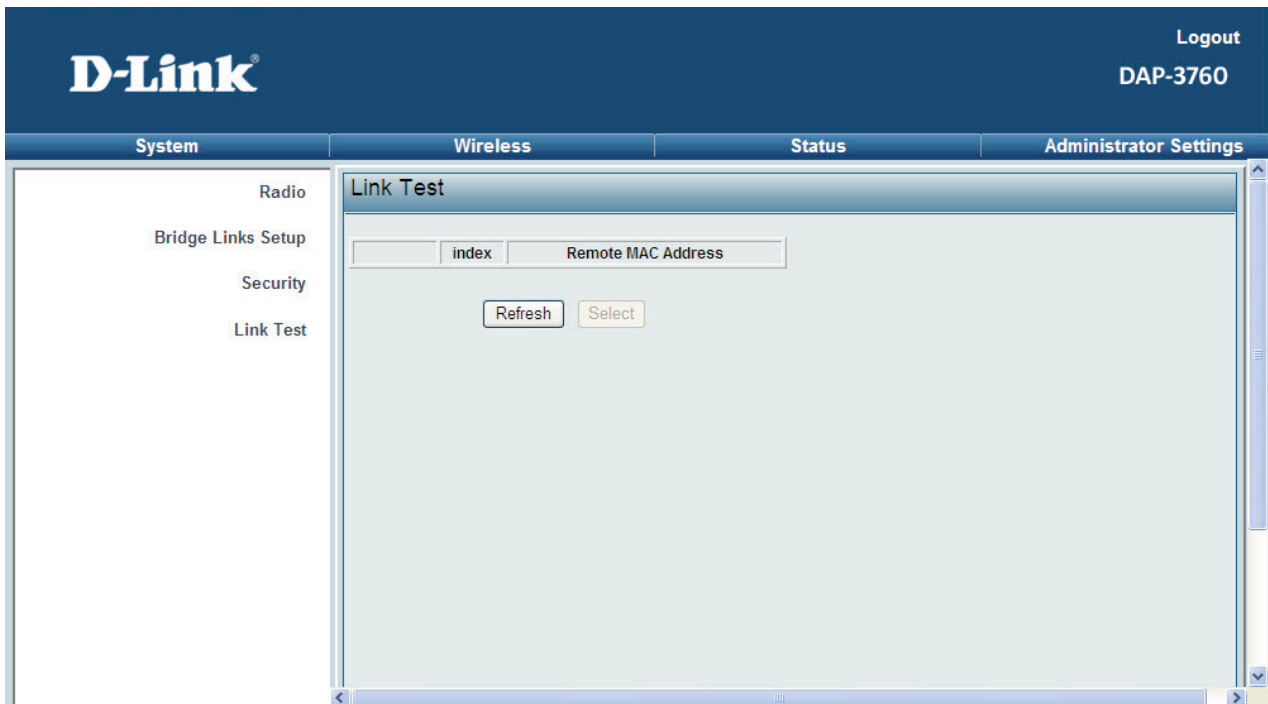 Logout
D-Link®
DAP-3760
System Wireless Status Administrator Settings
Radio
Bridge Links Setup
Security
Link Test
Link Test
index Remote MAC Address
Refresh Select